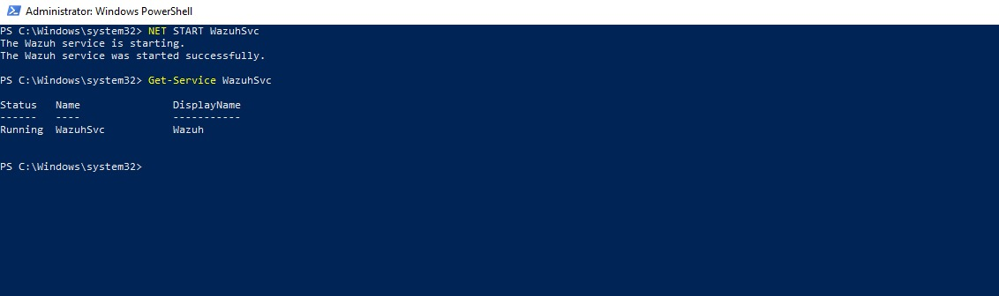 Administrator: Windows PowerShell
PS C:\Windows\system32> NET START WazuhSvc
The Wazuh service is starting.
The Wazuh service was started successfully.
PS C:\Windows\system32> Get-Service WazuhSvc
Status   Name               DisplayName
------   ----               -----------
Running  WazuhSvc           Wazuh
PS C:\Windows\system32>